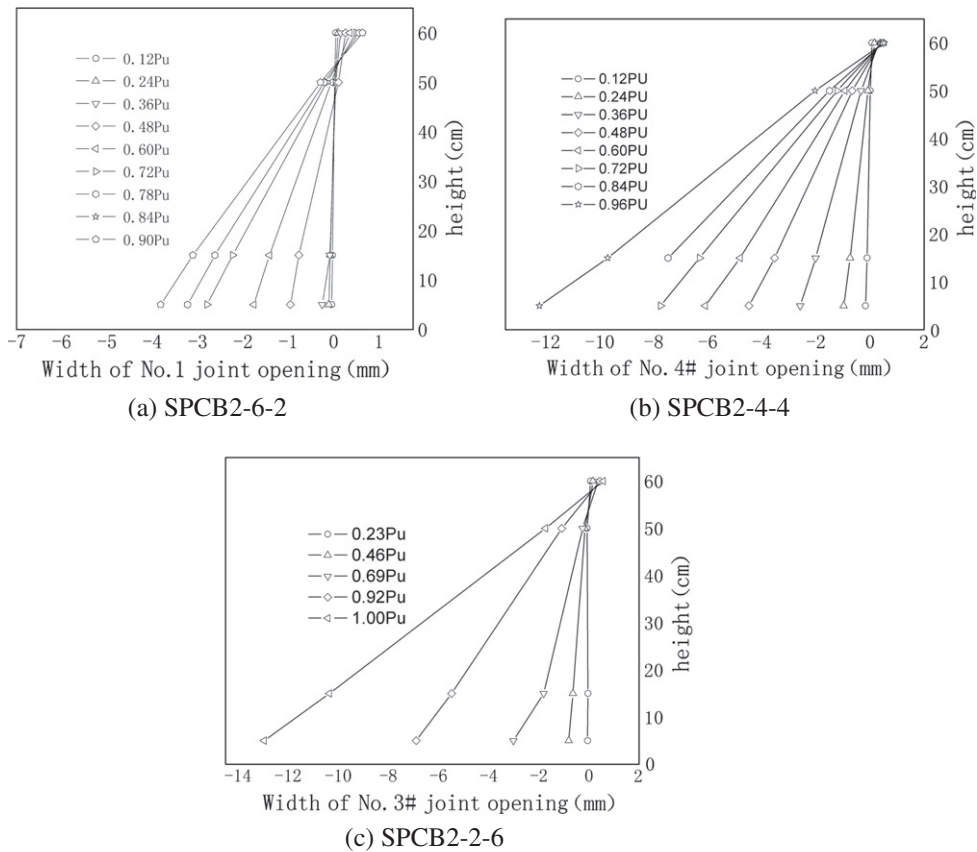 0.12Pu
0.24Pu
0.36Pu
0.48Pu
0.60Pu
0.72Pu
0.78Pu
0.84Pu
0.90Pu
60
50
40
30
20
10
0
height(cm)
-7 -6 -5 -4 -3 -2 -1 0 1
Width of No.1 joint opening(mm)
(a) SPCB2-6-2
0.12PU
0.24PU
0.36PU
0.48PU
0.60PU
0.72PU
0.84PU
0.96PU
60
50
40
30
20
10
0
height(cm)
-12 -10 -8 -6 -4 -2 0 2
Width of No.4# joint opening(mm)
(b) SPCB2-4-4
0.23Pu
0.46Pu
0.69Pu
0.92Pu
1.00Pu
60
50
40
30
20
10
0
height(cm)
-14 -12 -10 -8 -6 -4 -2 0 2
Width of No.3# joint opening(mm)
(c) SPCB2-2-6